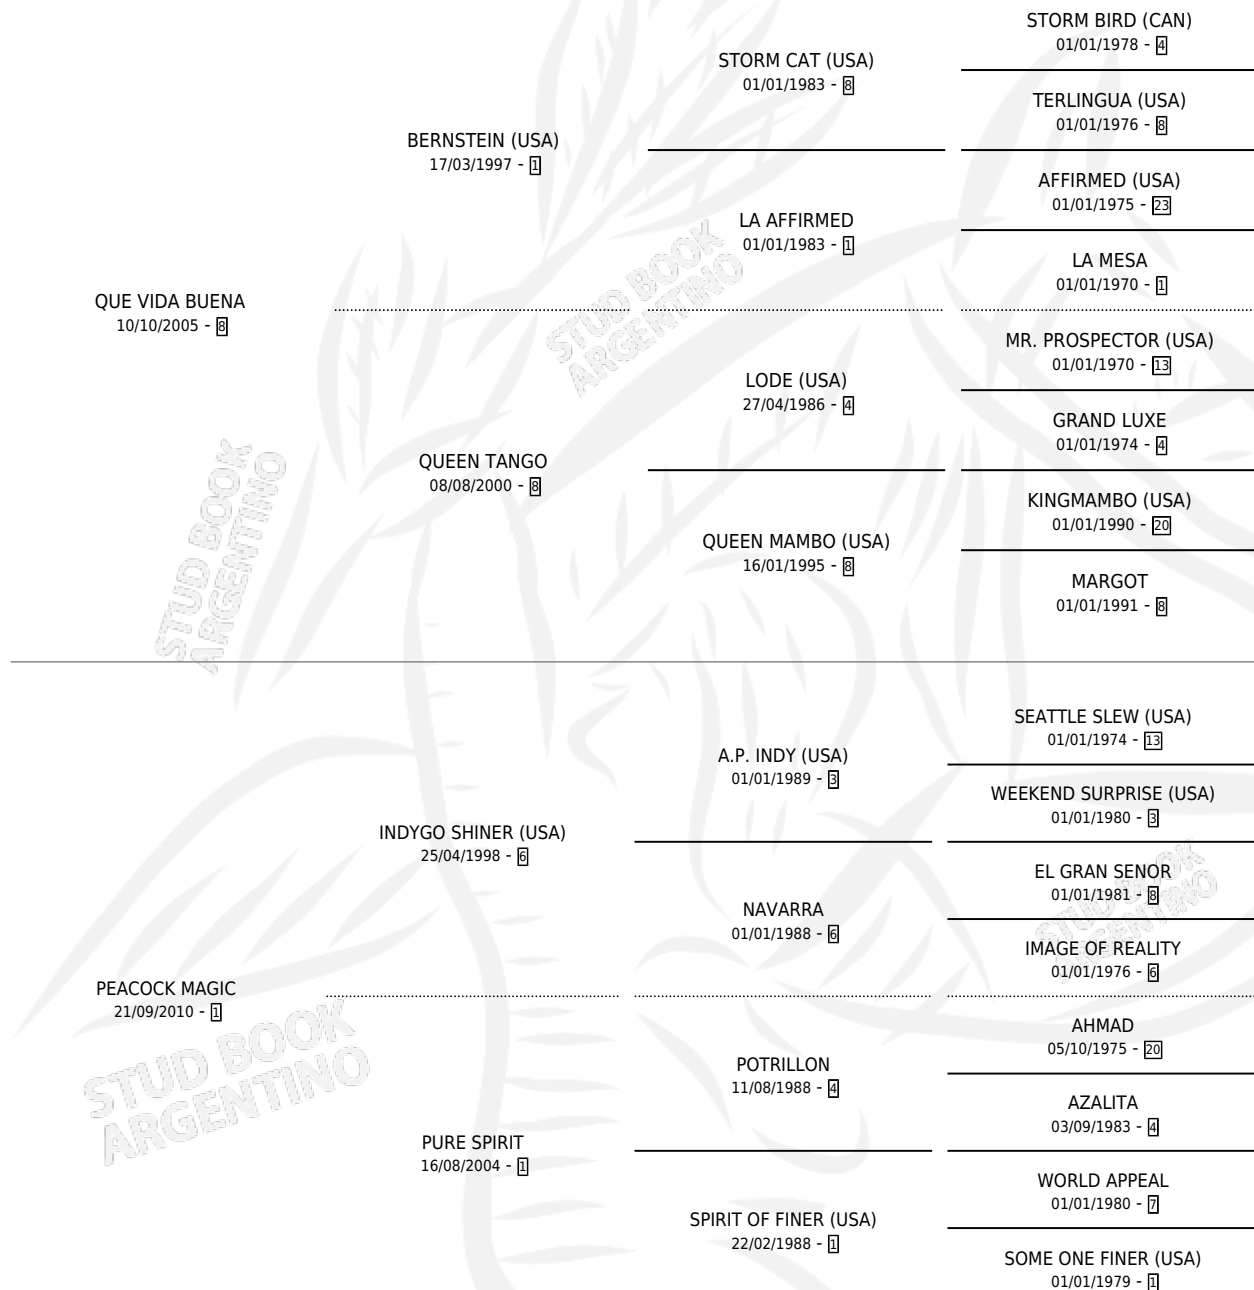 STORM BIRD (CAN)
01/01/1978 - 4
STORM CAT (USA)
01/01/1983 - 8
TERLINGUA (USA)
01/01/1976 - 8
BERNSTEIN (USA)
17/03/1997 - 1
AFFIRMED (USA)
01/01/1975 - 23
LA AFFIRMED
01/01/1983 - 1
LA MESA
01/01/1970 - 1
QUE VIDA BUENA
10/10/2005 - 8
MR. PROSPECTOR (USA)
01/01/1970 - 13
LODE (USA)
27/04/1986 - 4
GRAND LUXE
01/01/1974 - 4
QUEEN TANGO
08/08/2000 - 8
KINGMAMBO (USA)
01/01/1990 - 20
QUEEN MAMBO (USA)
16/01/1995 - 8
MARGOT
01/01/1991 - 8
SEATTLE SLEW (USA)
01/01/1974 - 13
A.P. INDY (USA)
01/01/1989 - 3
WEEKEND SURPRISE (USA)
01/01/1980 - 3
INDYGO SHINER (USA)
25/04/1998 - 6
EL GRAN SENOR
01/01/1981 - 8
NAVARRA
01/01/1988 - 6
IMAGE OF REALITY
01/01/1976 - 6
PEACOCK MAGIC
21/09/2010 - 1
AHMAD
05/10/1975 - 20
POTRILLON
11/08/1988 - 4
AZALITA
03/09/1983 - 4
PURE SPIRIT
16/08/2004 - 1
WORLD APPEAL
01/01/1980 - 7
SPIRIT OF FINER (USA)
22/02/1988 - 1
SOME ONE FINER (USA)
01/01/1979 - 1
STUD BOOK
ARGENTINO
STUD BOOK
ARGENTINO
STUD BOOK
ARGENTINO
STUD BOOK
ARGENTINO